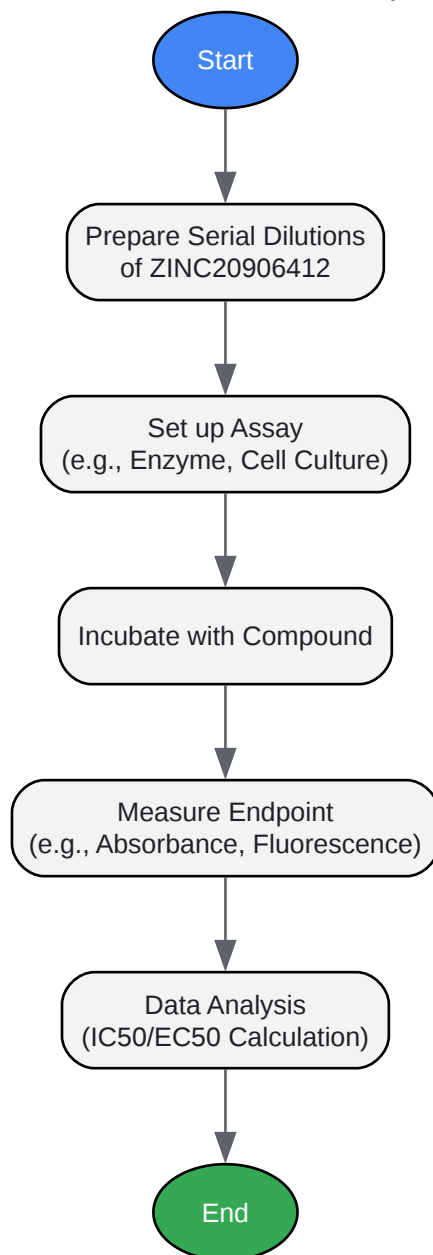 Start
Prepare Serial Dilutions
of ZINC20906412
Set up Assay
(e.g., Enzyme, Cell Culture)
Incubate with Compound
Measure Endpoint
(e.g., Absorbance, Fluorescence)
Data Analysis
(IC50/EC50 Calculation)
End